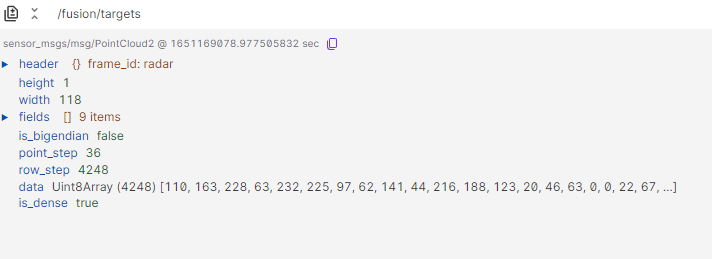 /fusion/targets
sensor_msgs/msg/PointCloud2 @ 1651169078.977505832 sec
header {} frame_id: radar
height 1
width 118
fields [] 9 items
is_bigendian false
point_step 36
row_step 4248
data Uint8Array (4248) [110, 163, 228, 63, 232, 225, 97, 62, 141, 44, 216, 188, 123, 20, 46, 63, 0, 0, 22, 67, ...]
is_dense true